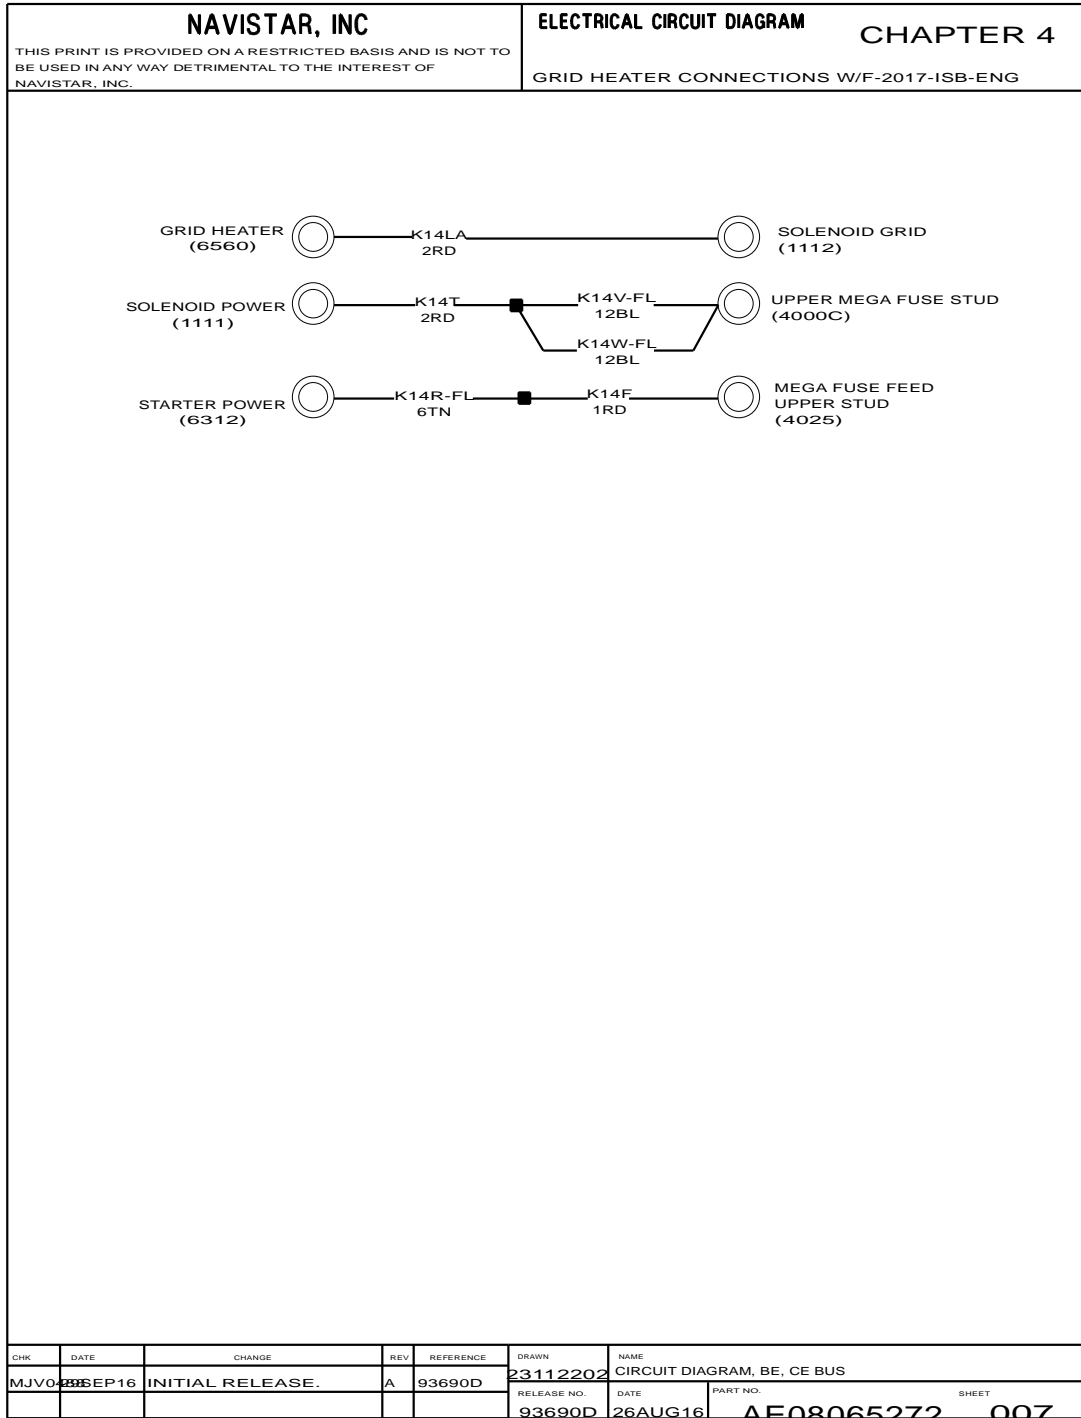 NAVISTAR, INC
THIS PRINT IS PROVIDED ON A RESTRICTED BASIS AND IS NOT TO
BE USED IN ANY WAY DETRIMENTAL TO THE INTEREST OF
NAVISTAR, INC.
ELECTRICAL CIRCUIT DIAGRAM
CHAPTER 4
GRID HEATER CONNECTIONS W/F-2017-ISB-ENG
GRID HEATER
(6560)
K14LA
2RD
SOLENOID GRID
(1112)
SOLENOID POWER
(1111)
K14T
2RD
K14V-FL
12BL
K14W-FL
12BL
UPPER MEGA FUSE STUD
(4000C)
STARTER POWER
(6312)
K14R-FL
6TN
K14F
1RD
MEGA FUSE FEED
UPPER STUD
(4025)
CHK DATE CHANGE REV REFERENCE
INITIAL RELEASE. A 93690D
DRAWN
23112202
NAME
CIRCUIT DIAGRAM, BE, CE BUS
RELEASE NO.
93690D
DATE
26AUG16
PART NO.
AE08065272
SHEET
007